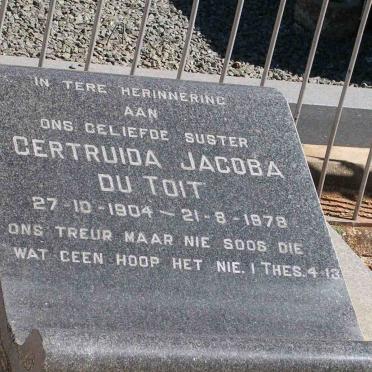 IN TERE HERINNERING
AAN
ONS GELIEFDE SUSTER
GERTRUIDA JACOBA
DU TOIT
27-10-1904 — 21-8-1978
ONS TREUR MAAR NIE SOOS DIE
WAT GEEN HOOP HET NIE. 1 THES. 4-13